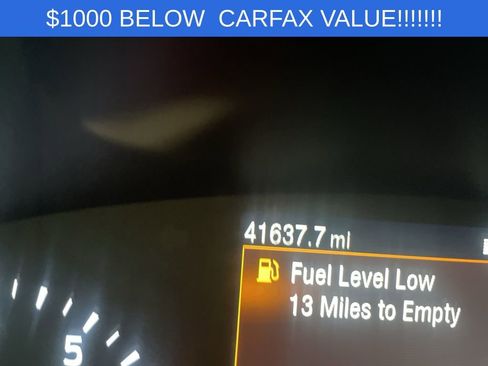 $1000 BELOW  CARFAX VALUE!!!!!!!
41637.7 mi
Fuel Level Low
13 Miles to Empty
5